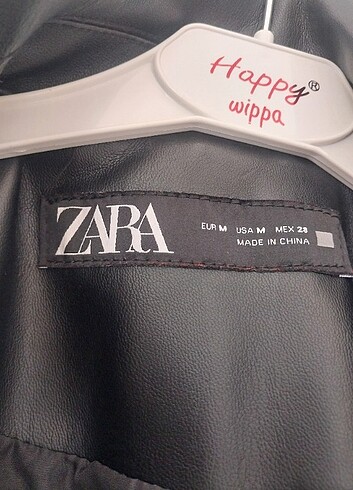 Happy®
wippa
ZARA
EUR M USA M MEX 28
MADE IN CHINA